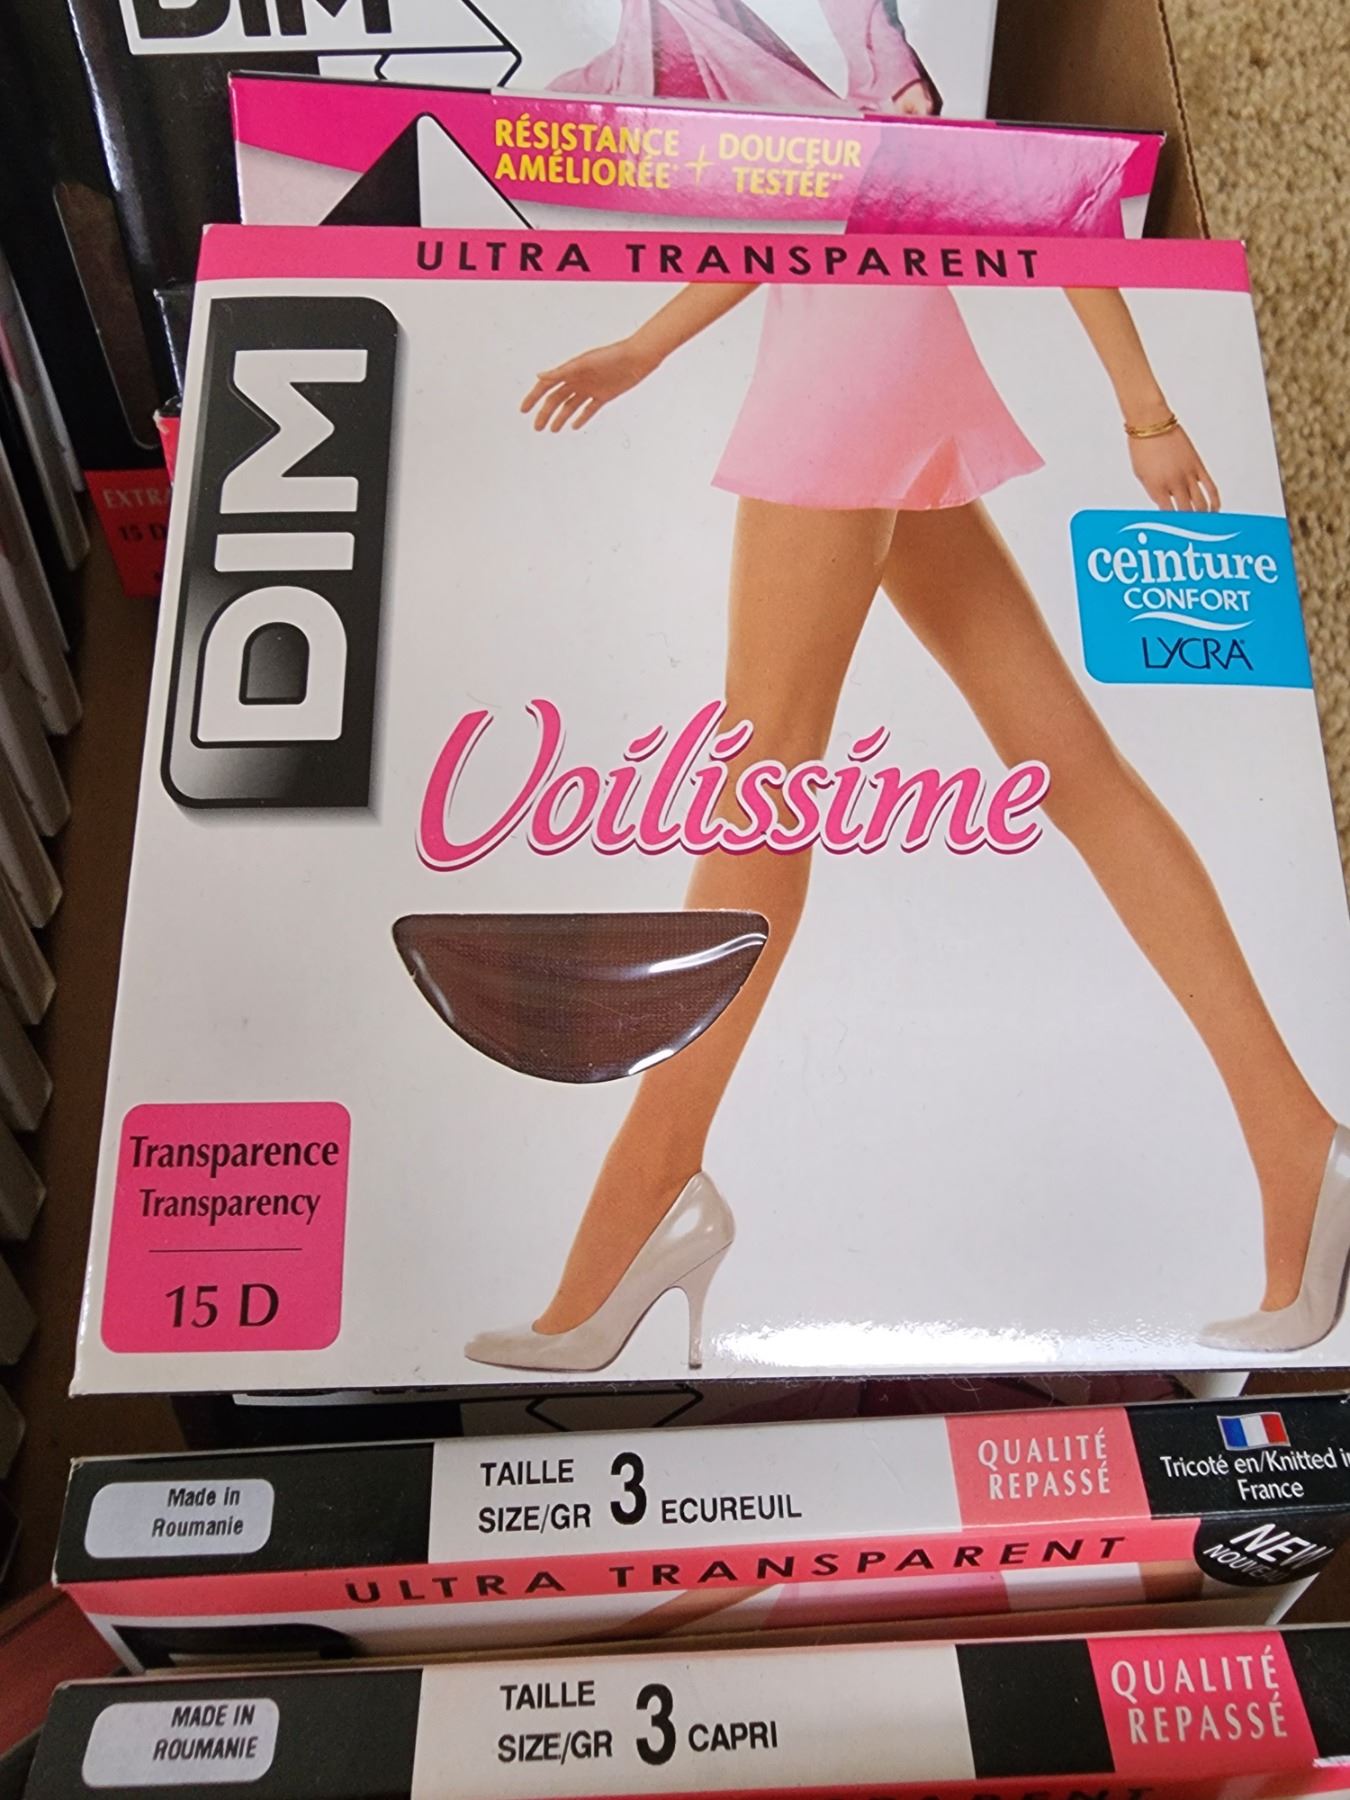 DIM
RÉSISTANCE
AMÉLIORÉE*
+
DOUCEUR
TESTÉE**
ULTRA TRANSPARENT
DIM
ceinture
CONFORT
LYCRA®
Voilissime
15 D
Transparence
Transparency
15 D
Made in
Roumanie
TAILLE
SIZE/GR
3
ECUREUIL
QUALITÉ
REPASSÉ
Tricoté en/Knitted
France
NEW
ULTRA TRANSPARENT
MADE IN
ROUMANIE
TAILLE
SIZE/GR
3
CAPRI
QUALITÉ
REPASSÉ